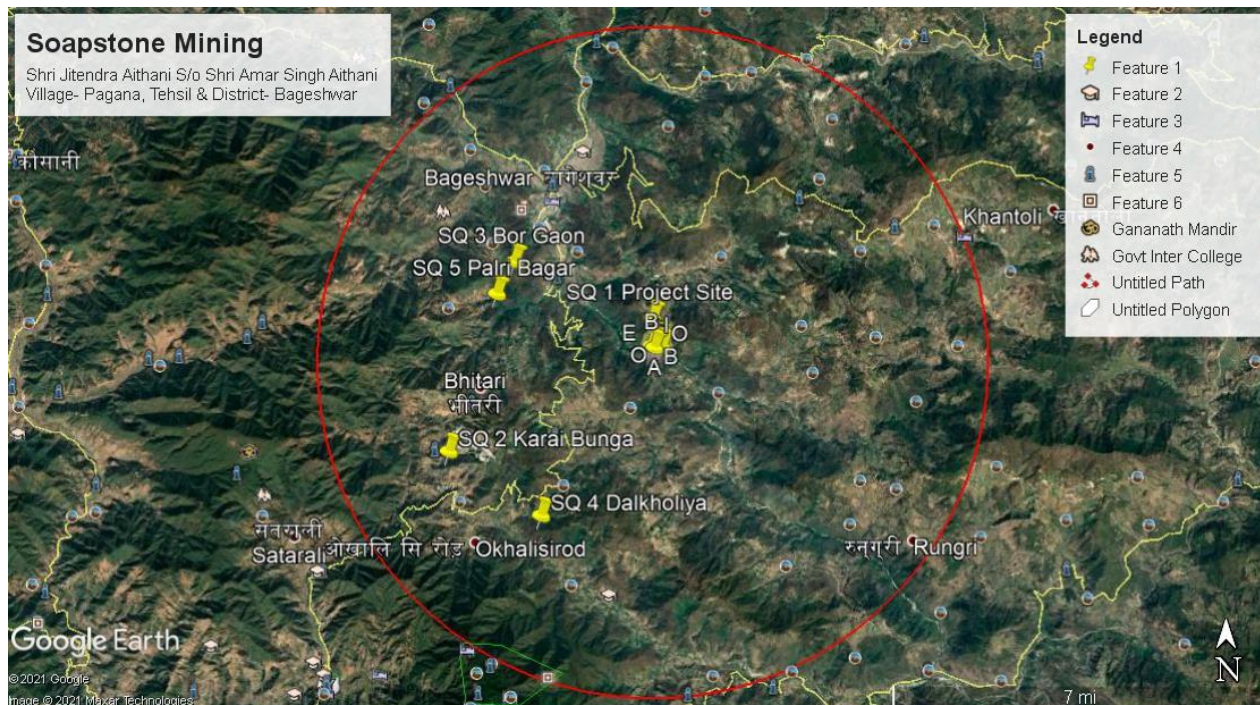 Soapstone Mining
Shri Jitendra Aithani S/o Shri Amar Singh Aithani
Village- Pagana, Tehsil & District- Bageshwar
Legend
Feature 1
Feature 2
Feature 3
Feature 4
Feature 5
Feature 6
Gananath Mandir
Govt Inter College
Untitled Path
Untitled Polygon
कौसानी
Bageshwar बागेश्वर
Khantoli
SQ 3 Bor Gaon
SQ 5 Palri Bagar
SQ 1 Project Site
B I
E O
O B
A
Bhitari
भीतरी
SQ 2 Karai Bunga
SQ 4 Dalkholiya
सतराली
Satarali
ओखालि सि रोड़ Okhalisirod
रुनग्री Rungri
Google Earth
© 2021 Google
Image © 2021 Maxar Technologies
N
7 mi